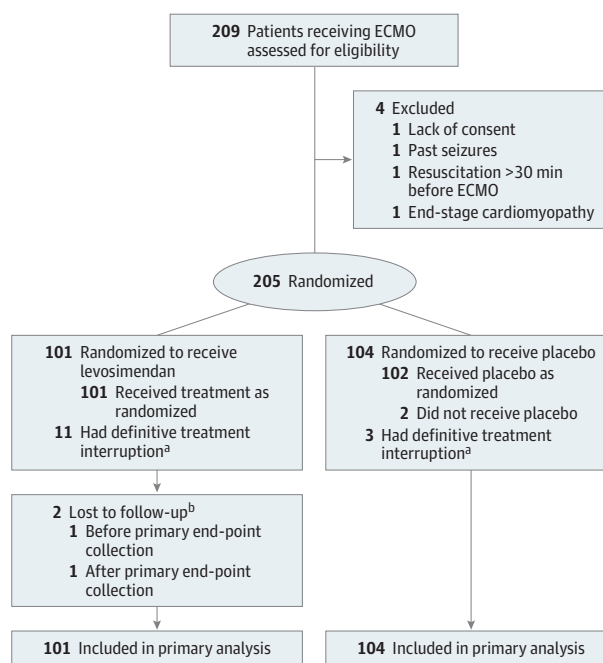 209 Patients receiving ECMO
assessed for eligibility
4 Excluded
1 Lack of consent
1 Past seizures
1 Resuscitation >30 min
before ECMO
1 End-stage cardiomyopathy
205 Randomized
101 Randomized to receive
levosimendan
101 Received treatment as
randomized
11 Had definitive treatment
interruptionᵃ
104 Randomized to receive placebo
102 Received placebo as
randomized
2 Did not receive placebo
3 Had definitive treatment
interruptionᵃ
2 Lost to follow-upᵇ
1 Before primary end-point
collection
1 After primary end-point
collection
101 Included in primary analysis
104 Included in primary analysis